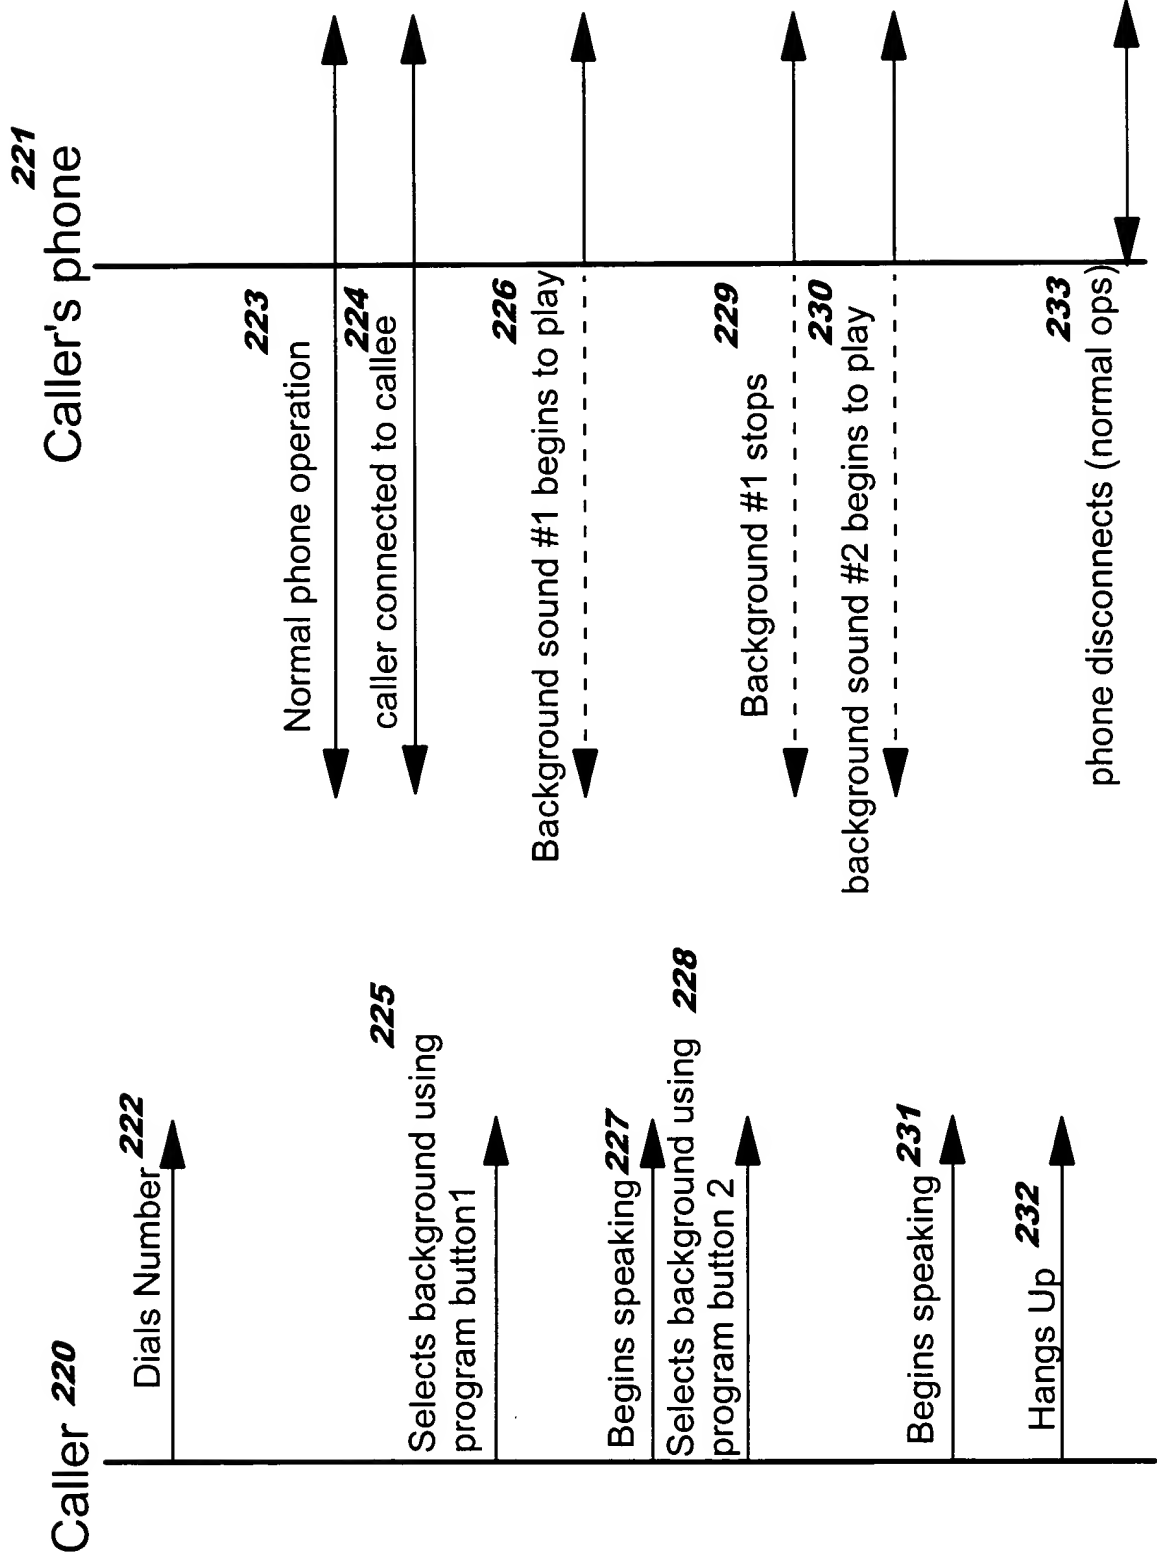 Caller 220
Caller's phone
221
Dials Number 222
223
Normal phone operation
224
caller connected to callee
225
Selects background using
program button1
226
Background sound #1 begins to play
Begins speaking 227
228
Selects background using
program button 2
229
Background #1 stops
230
background sound #2 begins to play
Begins speaking 231
Hangs Up 232
233
phone disconnects (normal ops)